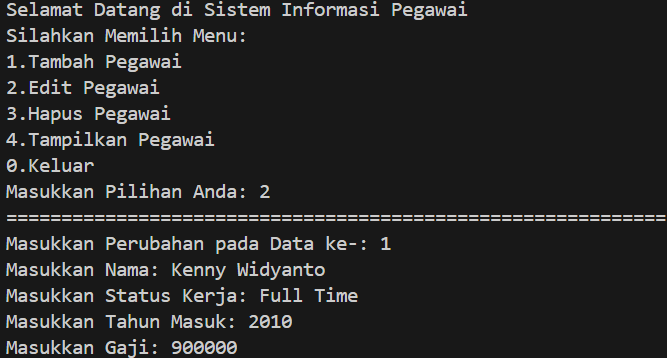 Selamat Datang di Sistem Informasi Pegawai
Silahkan Memilih Menu:
1.Tambah Pegawai
2.Edit Pegawai
3.Hapus Pegawai
4.Tampilkan Pegawai
0.Keluar
Masukkan Pilihan Anda: 2
============================================================
Masukkan Perubahan pada Data ke-: 1
Masukkan Nama: Kenny Widyanto
Masukkan Status Kerja: Full Time
Masukkan Tahun Masuk: 2010
Masukkan Gaji: 900000